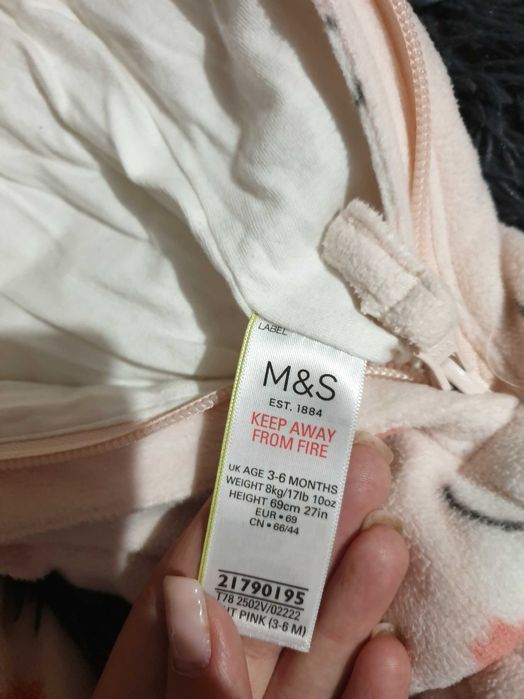 LABEL
M&S
EST. 1884
KEEP AWAY
FROM FIRE
UK AGE 3-6 MONTHS
WEIGHT 8kg/17lb 10oz
HEIGHT 69cm 27in
EUR • 69
CN • 66/44
21790195
T78 2502V/02222
PINK (3-6 M)